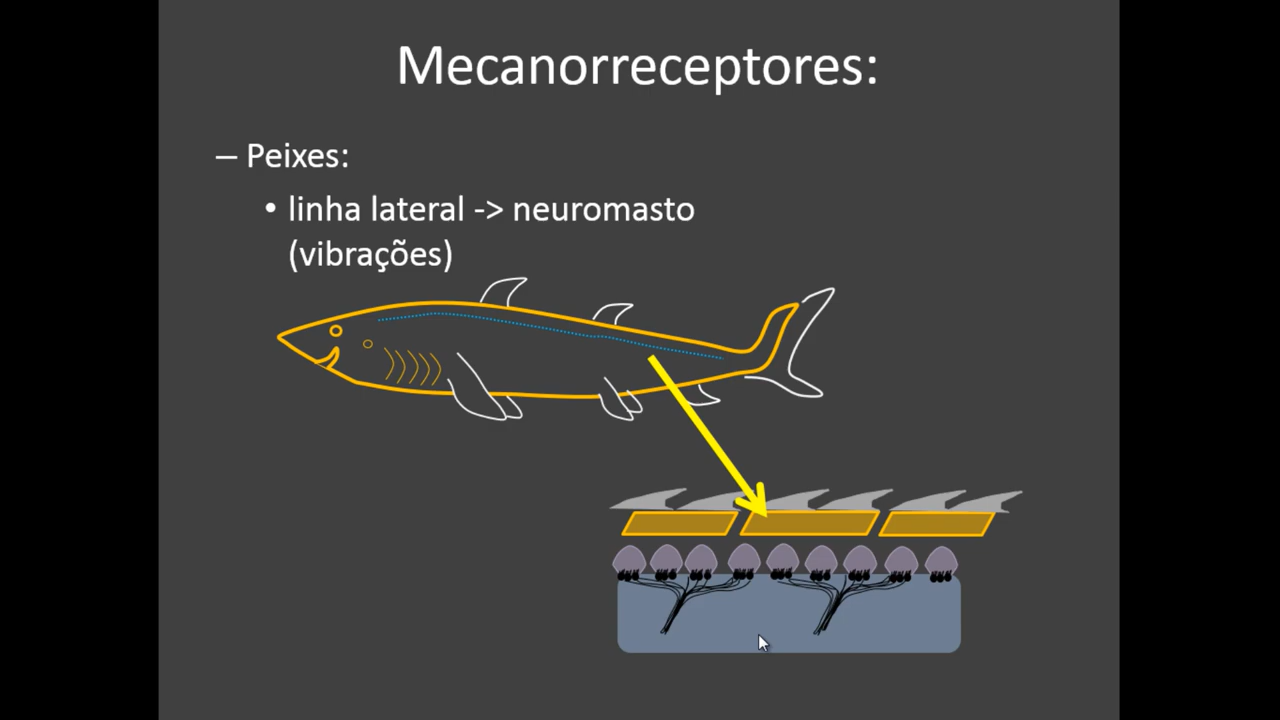 Mecanorreceptores:
– Peixes:
• linha lateral -> neuromasto
(vibrações)